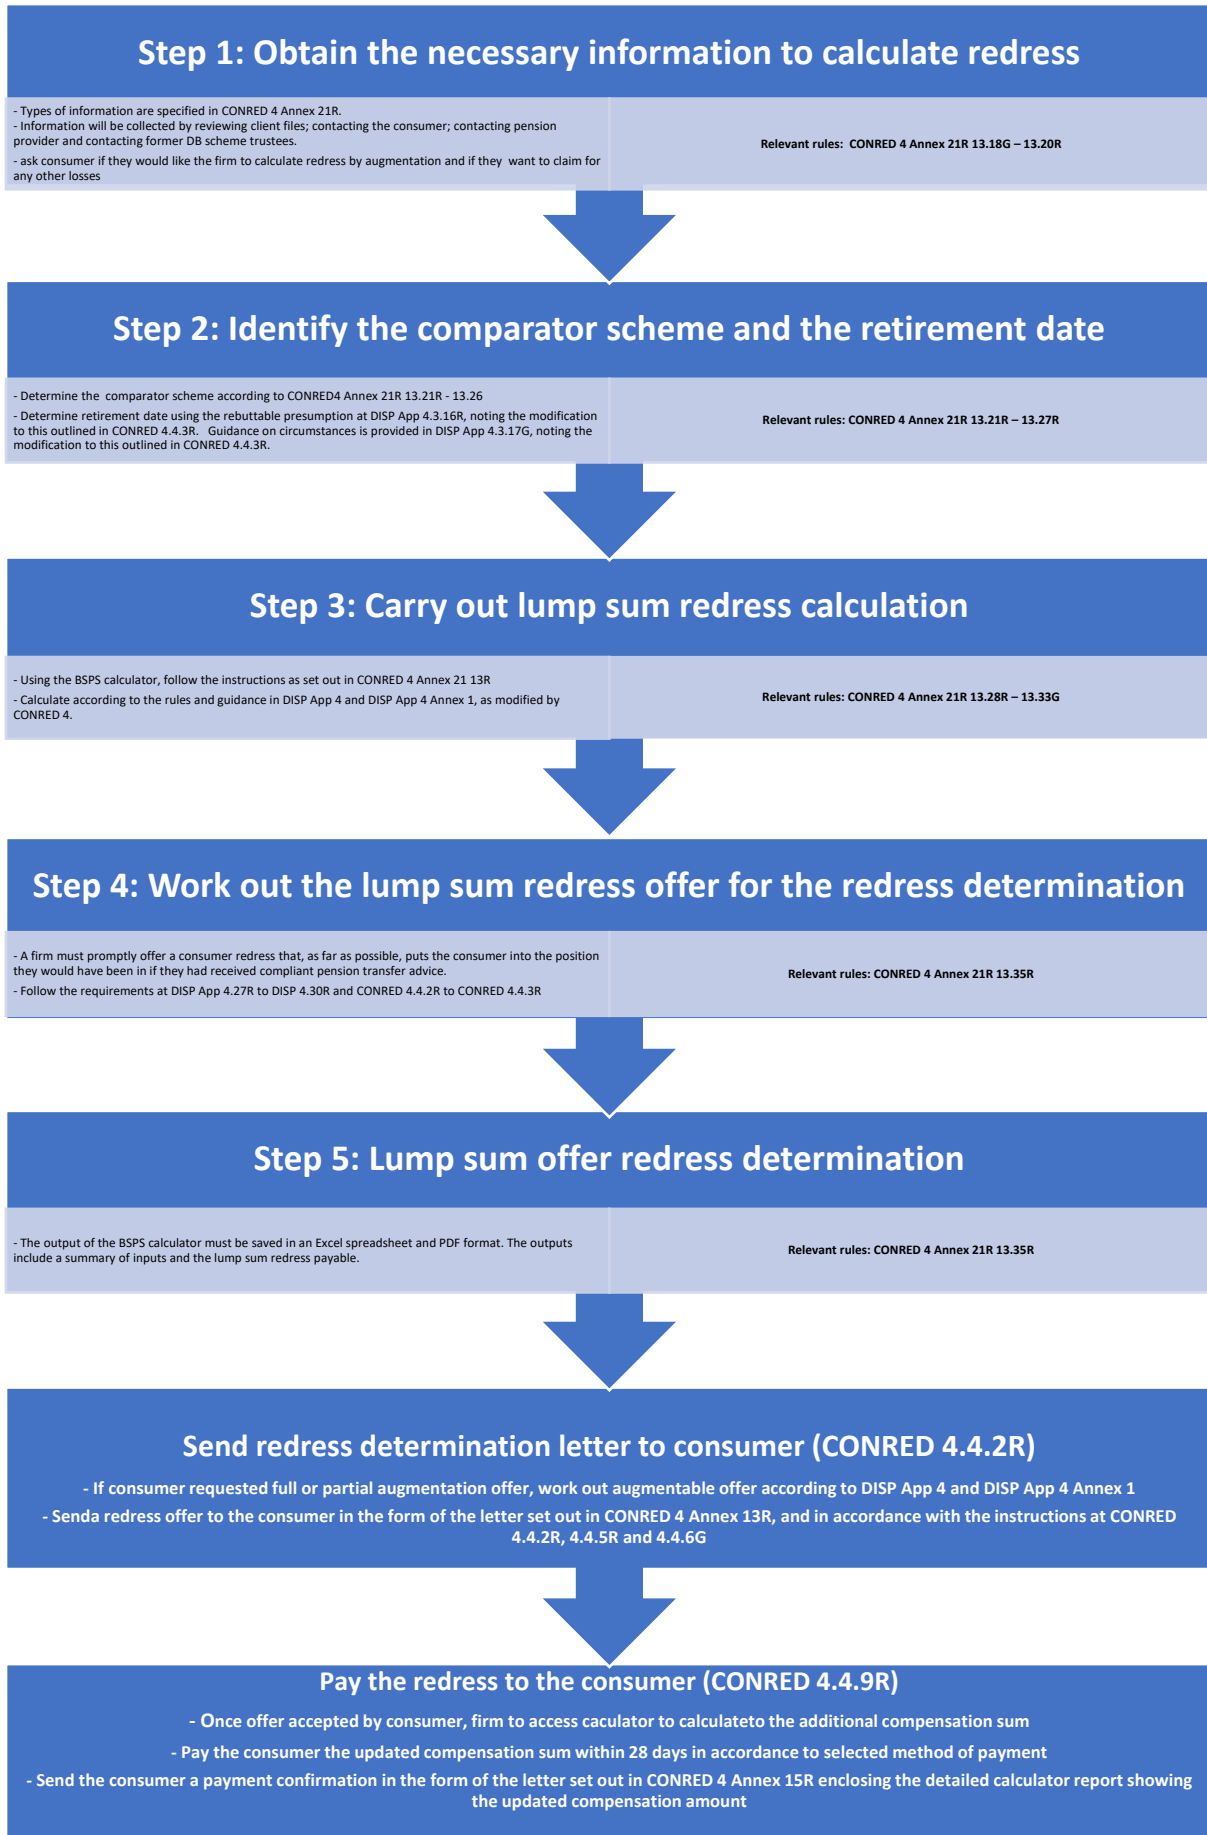 Step 1: Obtain the necessary information to calculate redress
- Types of information are specified in CONRED 4 Annex 21R.
- Information will be collected by reviewing client files; contacting the consumer; contacting pension
provider and contacting former DB scheme trustees.
- ask consumer if they would like the firm to calculate redress by augmentation and if they  want to claim for
any other losses
Relevant rules:  CONRED 4 Annex 21R 13.18G – 13.20R
Step 2: Identify the comparator scheme and the retirement date
- Determine the  comparator scheme according to CONRED4 Annex 21R 13.21R - 13.26
- Determine retirement date using the rebuttable presumption at DISP App 4.3.16R, noting the modification
to this outlined in CONRED 4.4.3R.   Guidance on circumstances is provided in DISP App 4.3.17G, noting the
modification to this outlined in CONRED 4.4.3R.
Relevant rules: CONRED 4 Annex 21R 13.21R – 13.27R
Step 3: Carry out lump sum redress calculation
- Using the BSPS calculator, follow the instructions as set out in CONRED 4 Annex 21 13R
- Calculate according to the rules and guidance in DISP App 4 and DISP App 4 Annex 1, as modified by
CONRED 4.
Relevant rules: CONRED 4 Annex 21R 13.28R – 13.33G
Step 4: Work out the lump sum redress offer for the redress determination
- A firm must promptly offer a consumer redress that, as far as possible, puts the consumer into the position
they would have been in if they had received compliant pension transfer advice.
- Follow the requirements at DISP App 4.27R to DISP 4.30R and CONRED 4.4.2R to CONRED 4.4.3R
Relevant rules: CONRED 4 Annex 21R 13.35R
Step 5: Lump sum offer redress determination
- The output of the BSPS calculator must be saved in an Excel spreadsheet and PDF format. The outputs
include a summary of inputs and the lump sum redress payable.
Relevant rules: CONRED 4 Annex 21R 13.35R
Send redress determination letter to consumer (CONRED 4.4.2R)
- If consumer requested full or partial augmentation offer, work out augmentable offer according to DISP App 4 and DISP App 4 Annex 1
- Senda redress offer to the consumer in the form of the letter set out in CONRED 4 Annex 13R, and in accordance with the instructions at CONRED
4.4.2R, 4.4.5R and 4.4.6G
Pay the redress to the consumer (CONRED 4.4.9R)
- Once offer accepted by consumer, firm to access caculator to calculateto the additional compensation sum
- Pay the consumer the updated compensation sum within 28 days in accordance to selected method of payment
- Send the consumer a payment confirmation in the form of the letter set out in CONRED 4 Annex 15R enclosing the detailed calculator report showing
the updated compensation amount